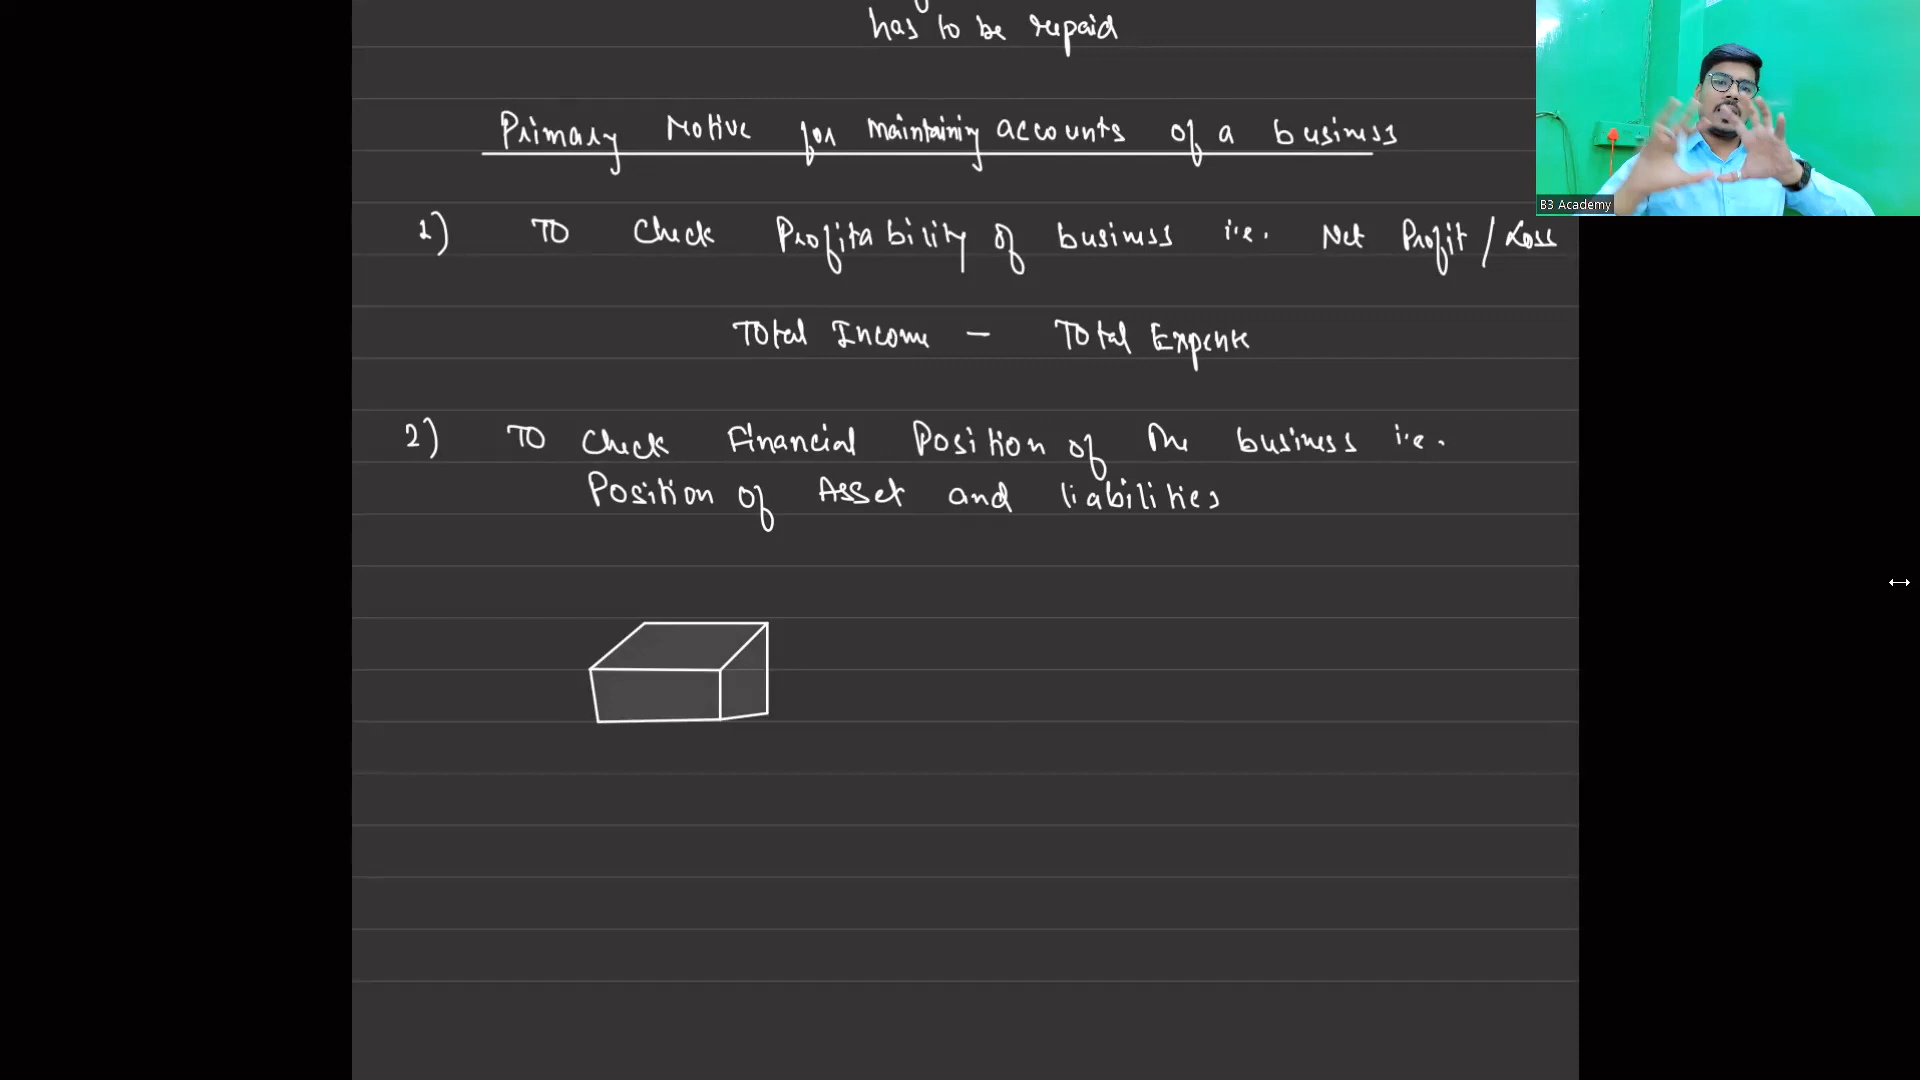 has to be repaid
Primary Motive for maintaining accounts of a business
B3 Academy
1) To Check Profitability of business i.e. Net Profit / Loss
Total Income - Total Expense
2) To Check Financial Position of the business i.e.
Position of Asset and liabilities